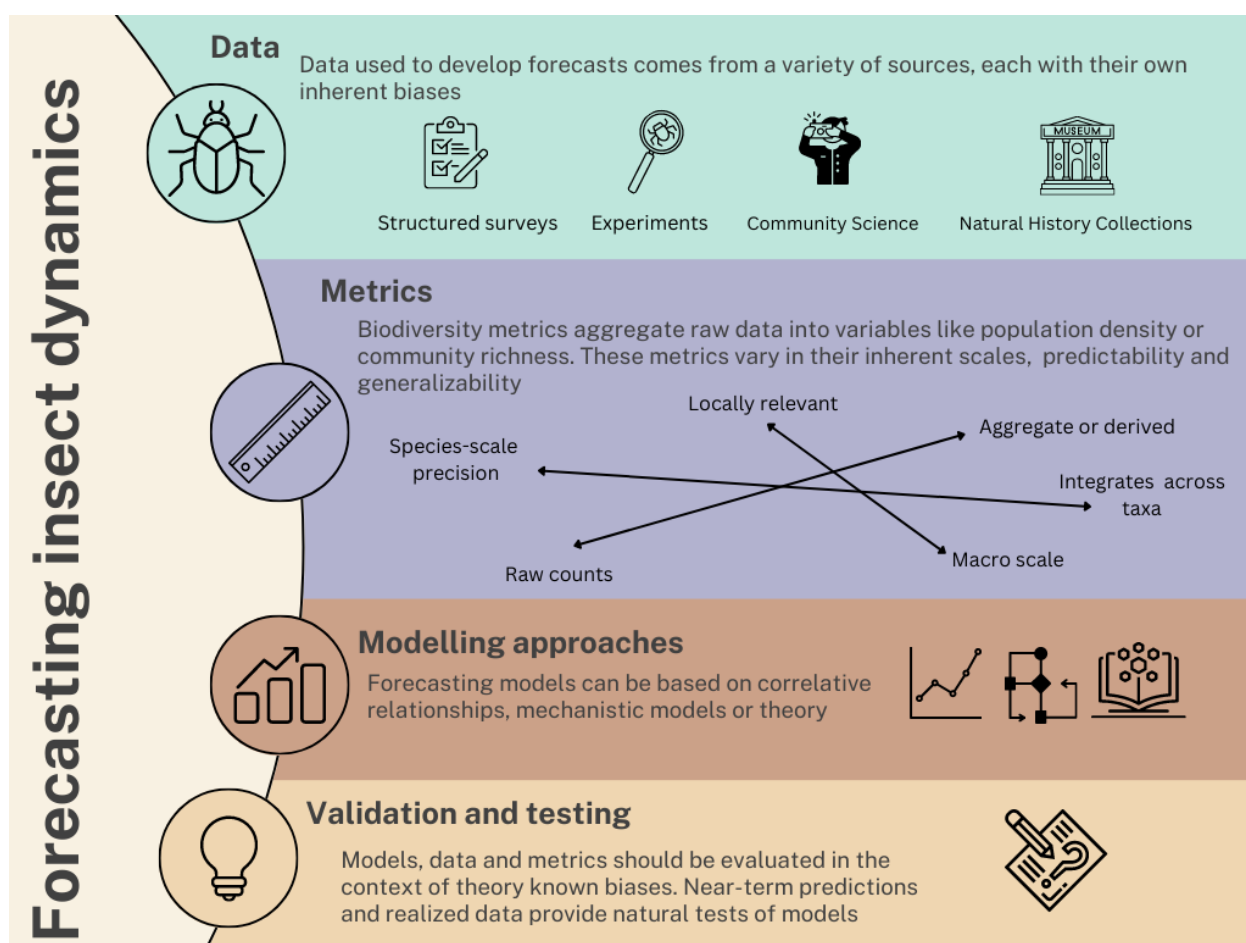 Forecasting insect dynamics
Data
Data used to develop forecasts comes from a variety of sources, each with their own
inherent biases
MUSEUM
Structured surveys
Experiments
Community Science
Natural History Collections
Metrics
Biodiversity metrics aggregate raw data into variables like population density or
community richness. These metrics vary in their inherent scales, predictability and
generalizability
Locally relevant
Aggregate or derived
Species-scale
precision
Integrates across
taxa
Raw counts
Macro scale
Modelling approaches
Forecasting models can be based on correlative
relationships, mechanistic models or theory
Validation and testing
Models, data and metrics should be evaluated in the
context of theory known biases. Near-term predictions
and realized data provide natural tests of models